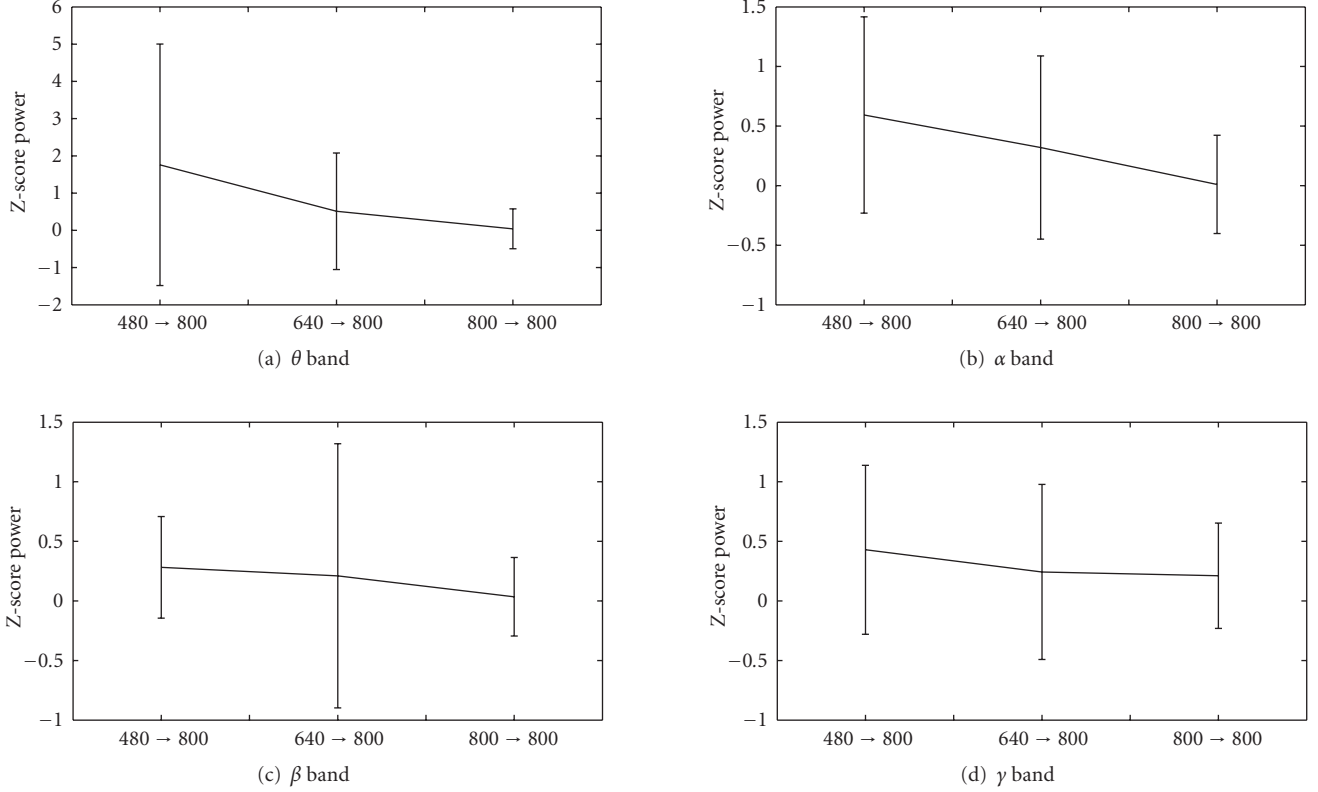 6
5
4
3
2
1
0
−1
−2
Z-score power
480 → 800 640 → 800 800 → 800
(a) θ band
1.5
1
0.5
0
−0.5
−1
Z-score power
480 → 800 640 → 800 800 → 800
(b) α band
1.5
1
0.5
0
−0.5
−1
Z-score power
480 → 800 640 → 800 800 → 800
(c) β band
1.5
1
0.5
0
−0.5
−1
Z-score power
480 → 800 640 → 800 800 → 800
(d) γ band